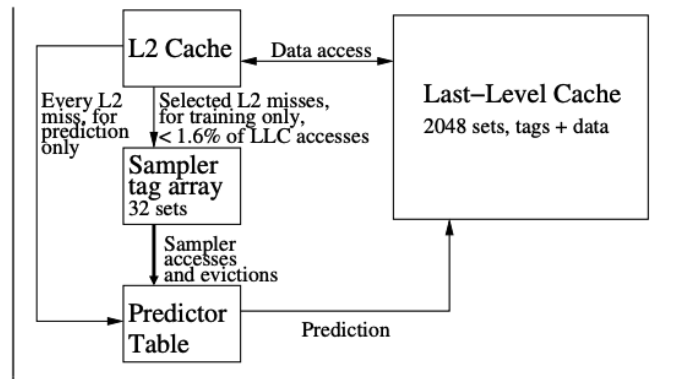 L2 Cache
Data access
Last–Level Cache
2048 sets, tags + data
Every L2
miss, for
prediction
only
Selected L2 misses,
for training only,
< 1.6% of LLC accesses
Sampler
tag array
32 sets
Sampler
accesses
and evictions
Predictor
Table
Prediction